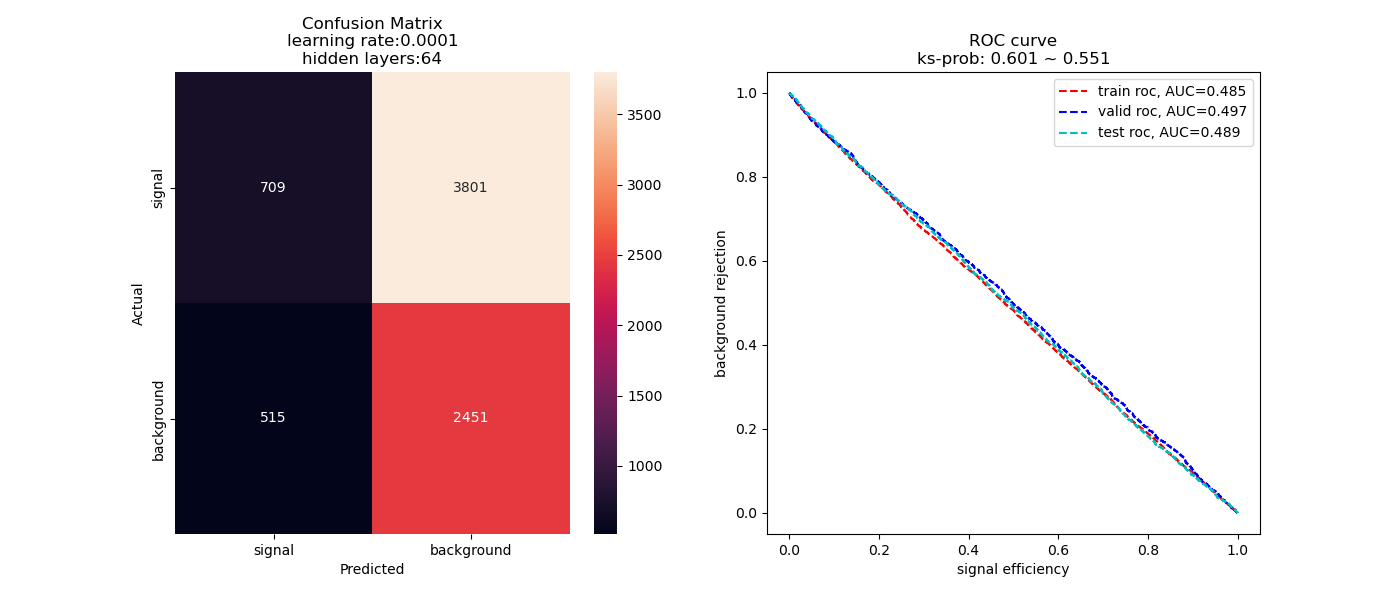 Confusion Matrix
learning rate:0.0001
hidden layers:64
signal
background
Actual
709
3801
515
2451
signal
background
Predicted
3500
3000
2500
2000
1500
1000
ROC curve
ks-prob: 0.601 ~ 0.551
train roc, AUC=0.485
valid roc, AUC=0.497
test roc, AUC=0.489
background rejection
1.0
0.8
0.6
0.4
0.2
0.0
0.0
0.2
0.4
0.6
0.8
1.0
signal efficiency